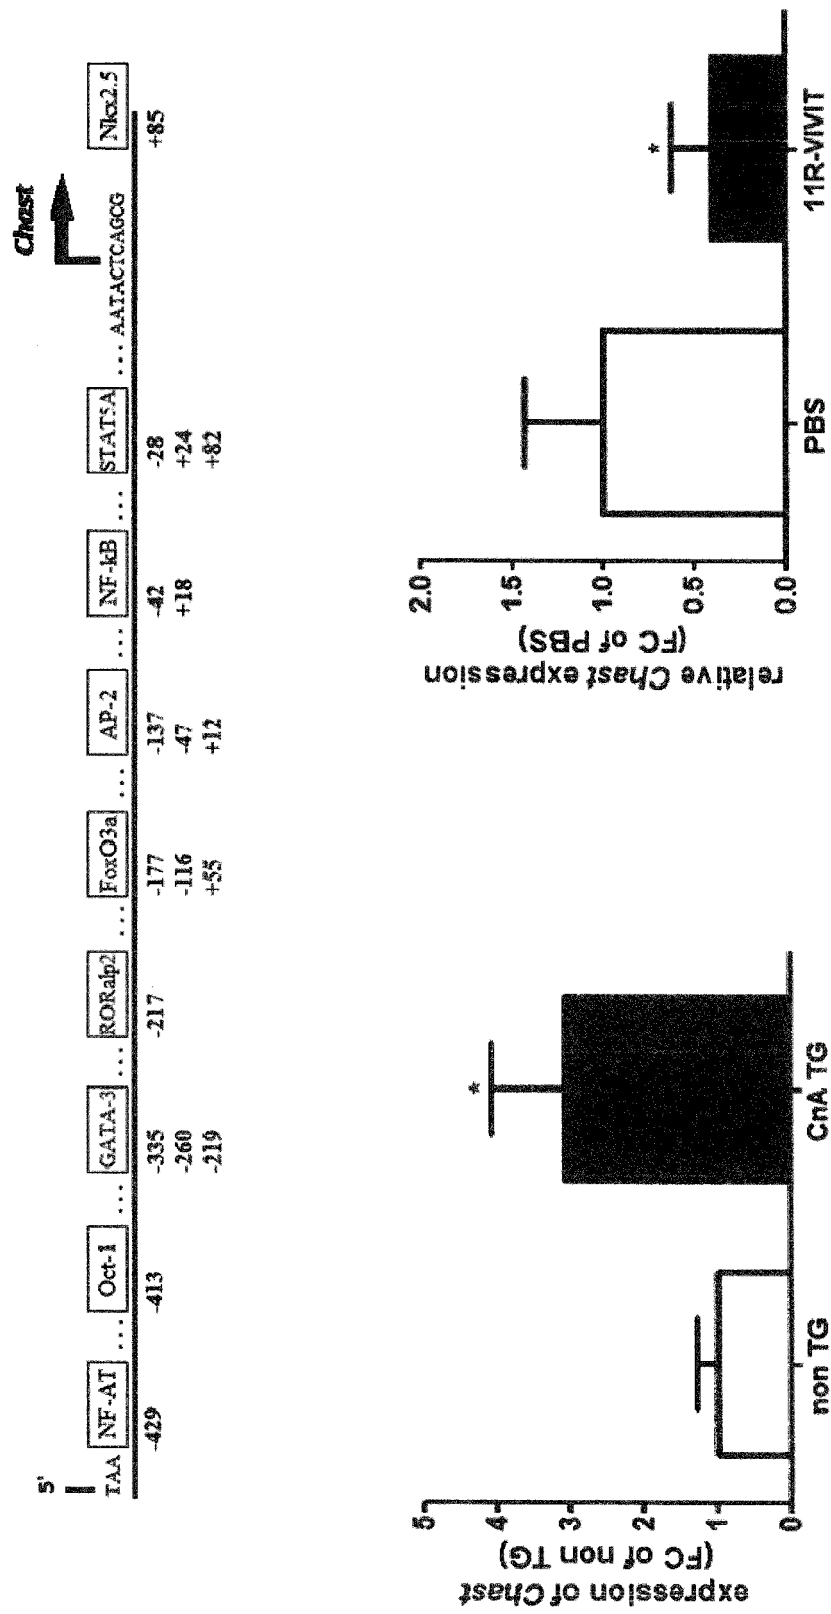 5'
Chast
TAA NF-AT ... Oct-1 ... GATA-3 ... RORalp2 ... FoxO3a ... AP-2 ... NF-kB ... STAT5A ... AATACTCAGCG Nkx2.5
-429 -413 -335 -217 -177 -137 -42 -28 +85
-260 -116 -47 +18 +24
-219 +55 +12 +82
expression of Chast
(FC of non TG)
5
4
3
2
1
0
*
non TG
CnA TG
relative Chast expression
(FC of PBS)
2.0
1.5
1.0
0.5
0.0
*
PBS
11R-VIVIT